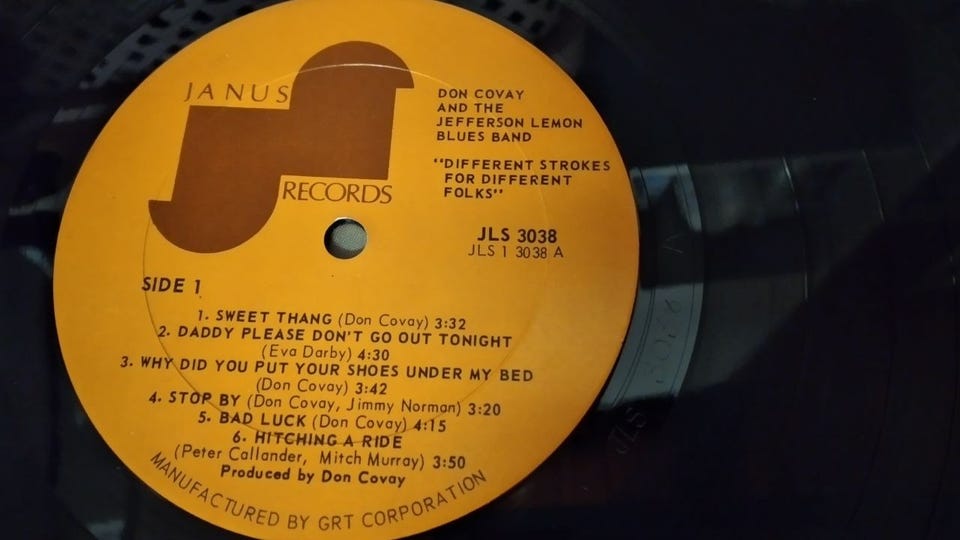 JANUS
RECORDS
DON COVAY
AND THE
JEFFERSON LEMON
BLUES BAND
"DIFFERENT STROKES
FOR DIFFERENT
FOLKS"
JLS 3038
JLS 1 3038 A
SIDE 1
1. SWEET THANG (Don Covay) 3:32
2. DADDY PLEASE DON'T GO OUT TONIGHT
(Eva Darby) 4:30
3. WHY DID YOU PUT YOUR SHOES UNDER MY BED
(Don Covay) 3:42
4. STOP BY (Don Covay, Jimmy Norman) 3:20
5. BAD LUCK (Don Covay) 4:15
6. HITCHING A RIDE
(Peter Callander, Mitch Murray) 3:50
Produced by Don Covay
MANUFACTURED BY GRT CORPORATION
JLS